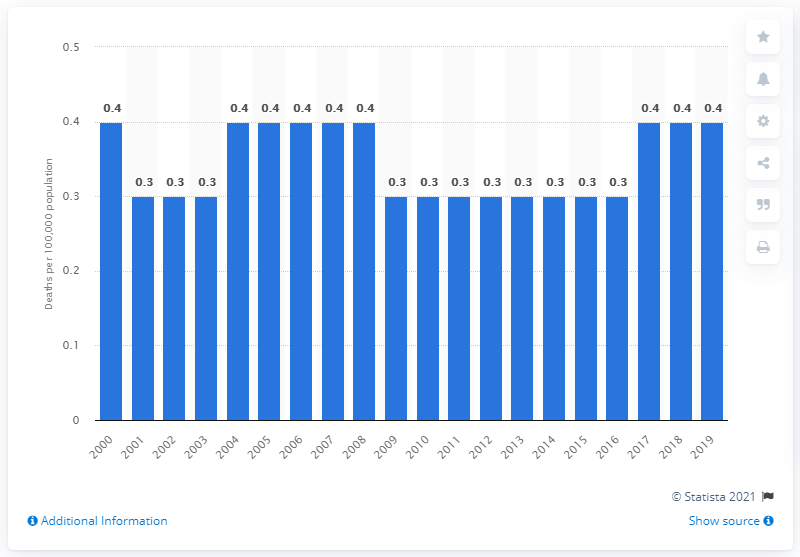 0.5
0.4
0.3
0.2
0.1
0
Deaths per 100,000 population
0.4 0.3 0.3 0.3 0.4 0.4 0.4 0.4 0.4 0.3 0.3 0.3 0.3 0.3 0.3 0.3 0.3 0.4 0.4 0.4
2000 2001 2002 2003 2004 2005 2006 2007 2008 2009 2010 2011 2012 2013 2014 2015 2016 2017 2018 2019
© Statista 2021
Additional Information
Show source